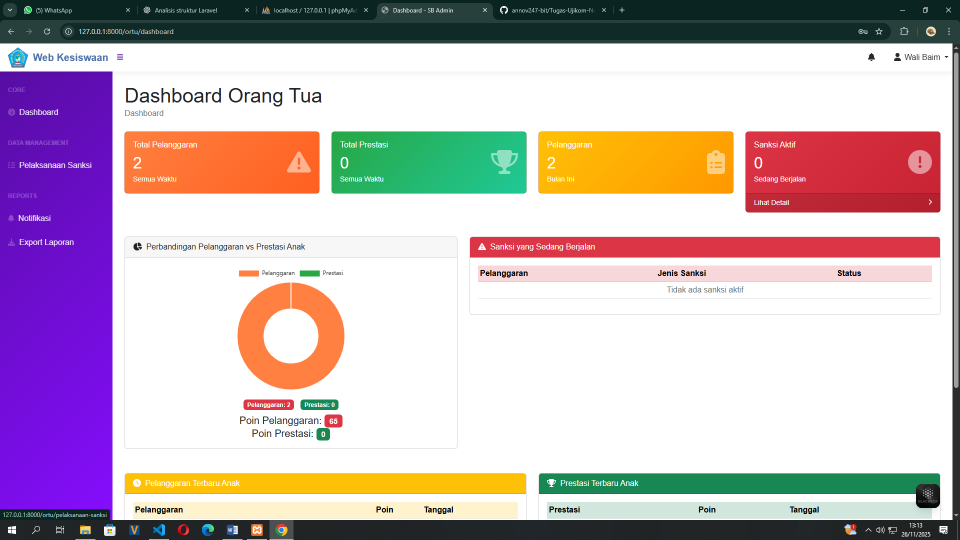 (5) WhatsApp
Analisis struktur Laravel
localhost / 127.0.0.1 | phpMyAd
Dashboard - SB Admin
annov247-bit/Tugas-Ujikom-N
127.0.0.1:8000/ortu/dashboard
Web Kesiswaan
Wali Baim
CORE
Dashboard
DATA MANAGEMENT
Pelaksanaan Sanksi
REPORTS
Notifikasi
Export Laporan
Dashboard Orang Tua
Dashboard
Total Pelanggaran
2
Semua Waktu
Total Prestasi
0
Semua Waktu
Pelanggaran
2
Bulan Ini
Sanksi Aktif
0
Sedang Berjalan
Lihat Detail
Perbandingan Pelanggaran vs Prestasi Anak
Pelanggaran Prestasi
Pelanggaran: 2 Prestasi: 0
Poin Pelanggaran: 65
Poin Prestasi: 0
Sanksi yang Sedang Berjalan
Pelanggaran Jenis Sanksi Status
Tidak ada sanksi aktif
Pelanggaran Terbaru Anak
Pelanggaran Poin Tanggal
Prestasi Terbaru Anak
Prestasi Poin Tanggal
127.0.0.1:8000/ortu/pelaksanaan-sanksi
13:13
26/11/2025